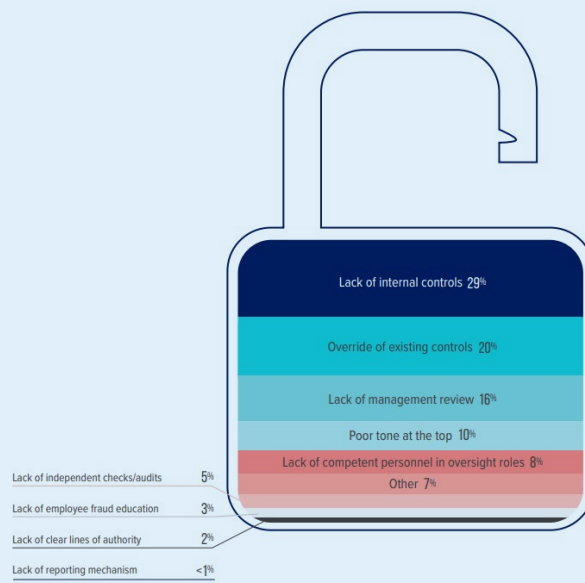 Lack of internal controls 29%
Override of existing controls 20%
Lack of management review 16%
Poor tone at the top 10%
Lack of competent personnel in oversight roles 8%
Other 7%
Lack of independent checks/audits 5%
Lack of employee fraud education 3%
Lack of clear lines of authority 2%
Lack of reporting mechanism <1%